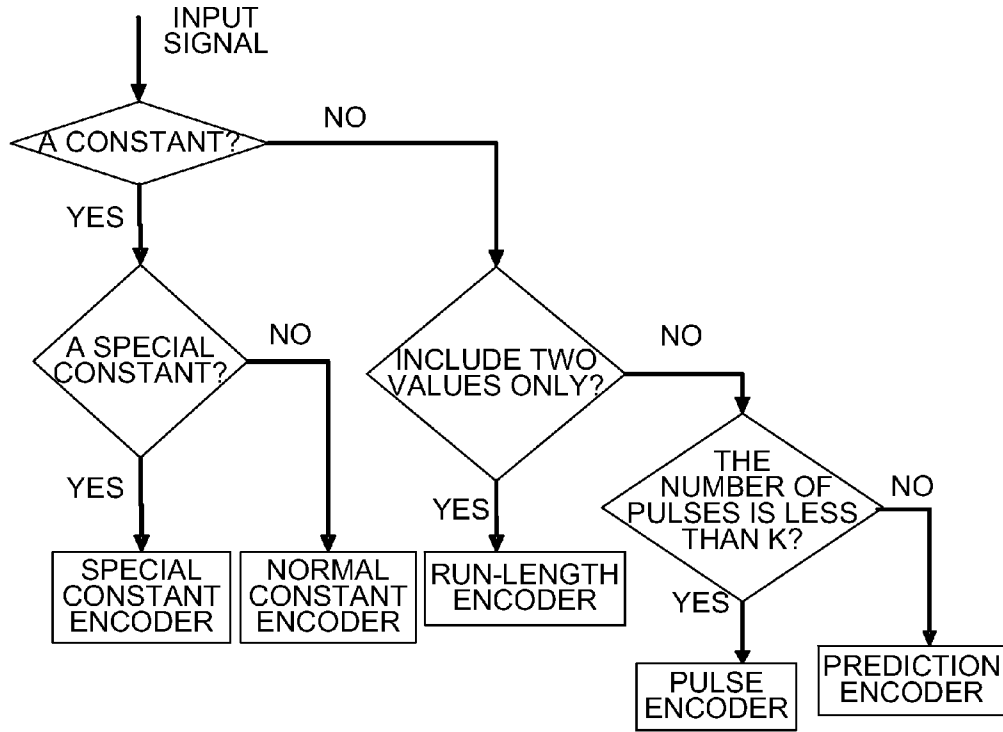 INPUT
SIGNAL
A CONSTANT?
NO
YES
A SPECIAL
CONSTANT?
NO
INCLUDE TWO
VALUES ONLY?
NO
YES
YES
THE
NUMBER OF
PULSES IS LESS
THAN K?
NO
YES
SPECIAL
CONSTANT
ENCODER
NORMAL
CONSTANT
ENCODER
RUN-LENGTH
ENCODER
PULSE
ENCODER
PREDICTION
ENCODER